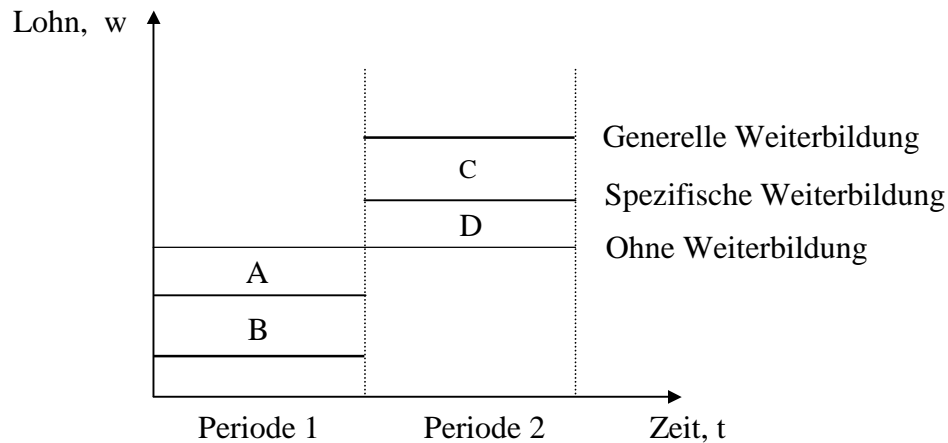 Lohn, w
Generelle Weiterbildung
C
Spezifische Weiterbildung
D
Ohne Weiterbildung
A
B
Periode 1
Periode 2
Zeit, t